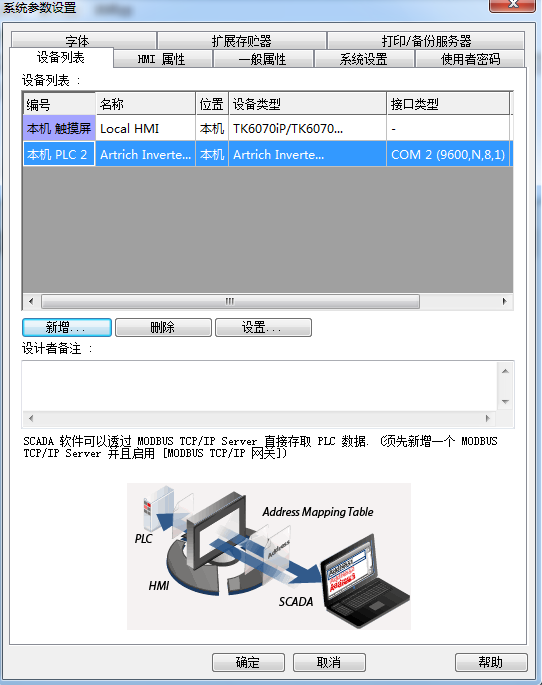 系统参数设置
字体 扩展存贮器 打印/备份服务器
设备列表 HMI 属性 一般属性 系统设置 使用者密码
设备列表 :
编号 名称 位置 设备类型 接口类型
本机 触摸屏 Local HMI 本机 TK6070iP/TK6070... -
本机 PLC 2 Artrich Inverte... 本机 Artrich Inverte... COM 2 (9600,N,8,1)
新增... 删除 设置...
设计者备注 :
SCADA 软件可以透过 MODBUS TCP/IP Server 直接存取 PLC 数据. (须先新增一个 MODBUS
TCP/IP Server 并且启用 [MODBUS TCP/IP 网关])
Address Mapping Table
PLC
Address
HMI
SCADA
确定 取消 帮助